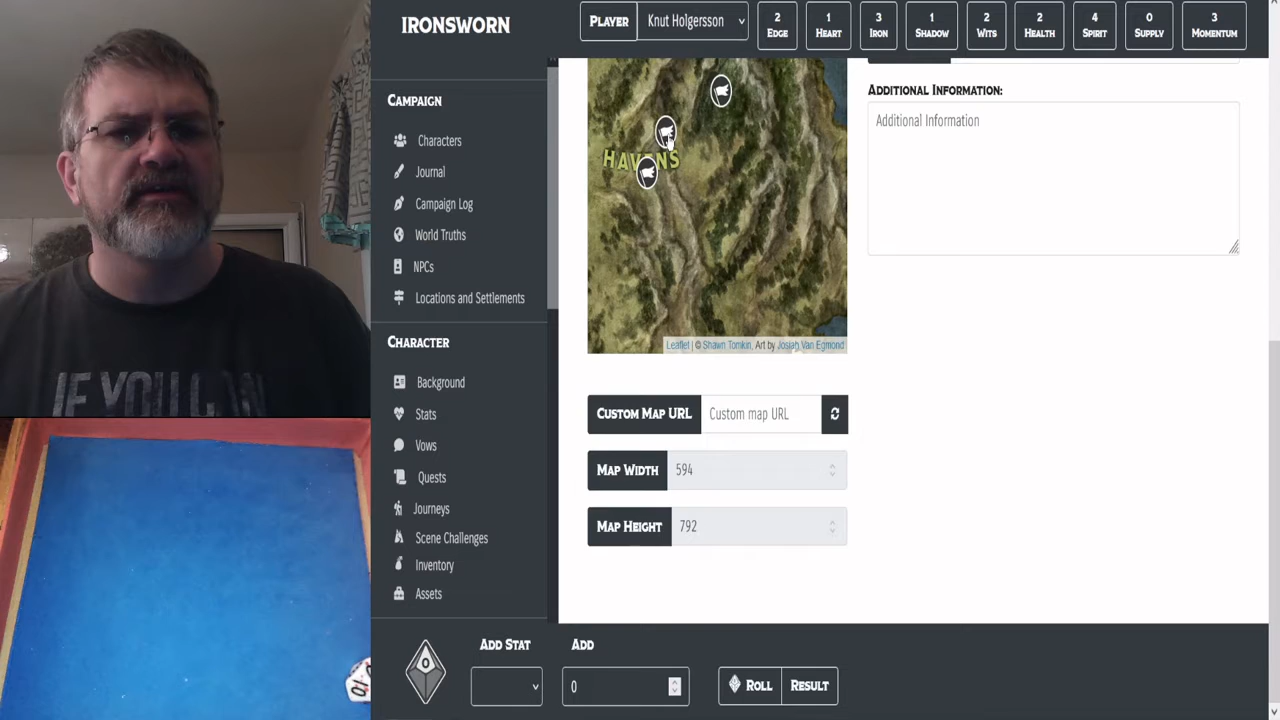 IRONSWORN
PLAYER Knut Holgersson
2 EDGE
1 HEART
3 IRON
1 SHADOW
2 WITS
2 HEALTH
4 SPIRIT
0 SUPPLY
3 MOMENTUM
CAMPAIGN
Characters
Journal
Campaign Log
World Truths
NPCs
Locations and Settlements
CHARACTER
Background
Stats
Vows
Quests
Journeys
Scene Challenges
Inventory
Assets
HAVENS
Leaflet | © Shawn Tomkin, Art by Josiah Van Egmond
CUSTOM MAP URL Custom map URL
MAP WIDTH 594
MAP HEIGHT 792
ADDITIONAL INFORMATION:
Additional Information
IF YOU CAN
0
ADD STAT
ADD
0
ROLL RESULT
10